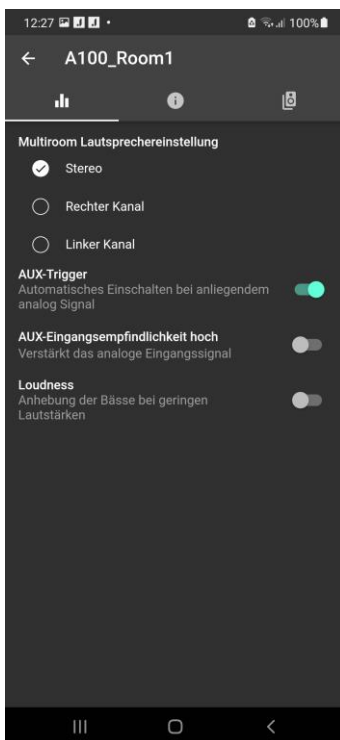 12:27 100%
A100_Room1
Multiroom Lautsprechereinstellung
Stereo
Rechter Kanal
Linker Kanal
AUX-Trigger
Automatisches Einschalten bei anliegendem
analog Signal
AUX-Eingangsempfindlichkeit hoch
Verstärkt das analoge Eingangssignal
Loudness
Anhebung der Bässe bei geringen
Lautstärken